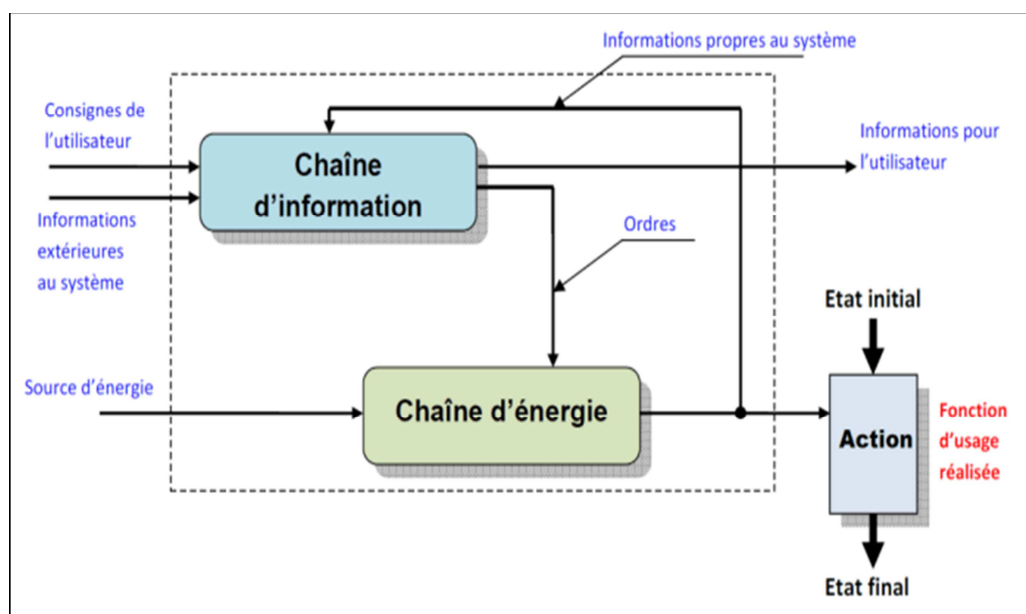 Informations propres au système
Consignes de
l'utilisateur
Informations pour
l'utilisateur
Chaîne
d'information
Informations
extérieures
au système
Ordres
Etat initial
Source d'énergie
Chaîne d'énergie
Action
Fonction
d'usage
réalisée
Etat final